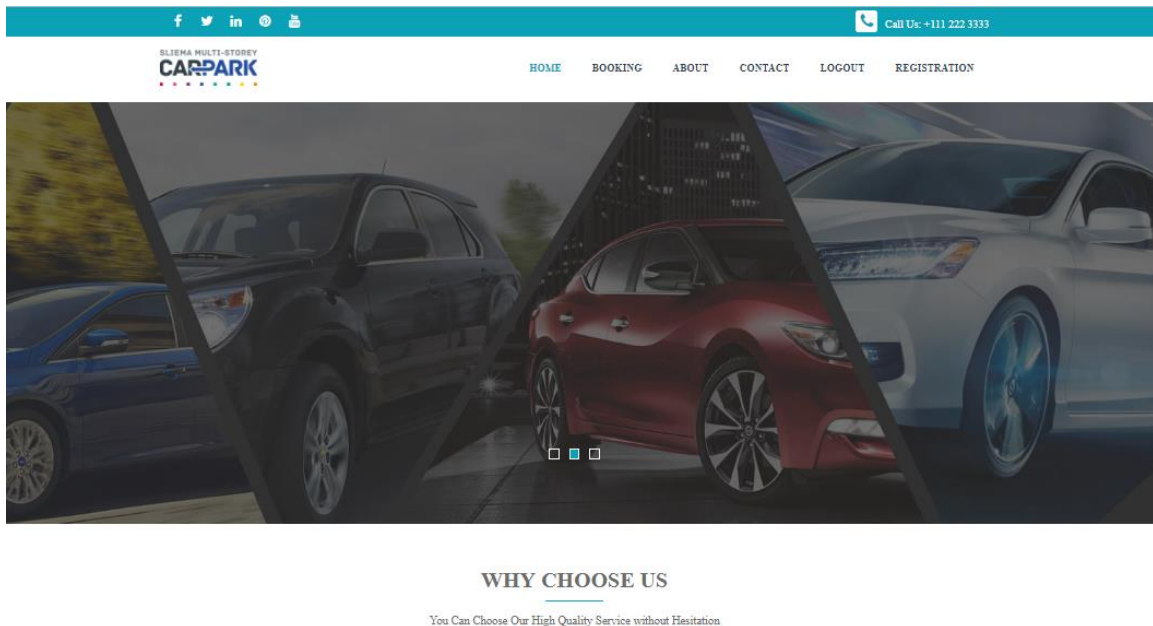 Call Us: +111 222 3333
SLIEMA MULTI-STOREY
CARPARK
HOME BOOKING ABOUT CONTACT LOGOUT REGISTRATION
WHY CHOOSE US
You Can Choose Our High Quality Service without Hesitation